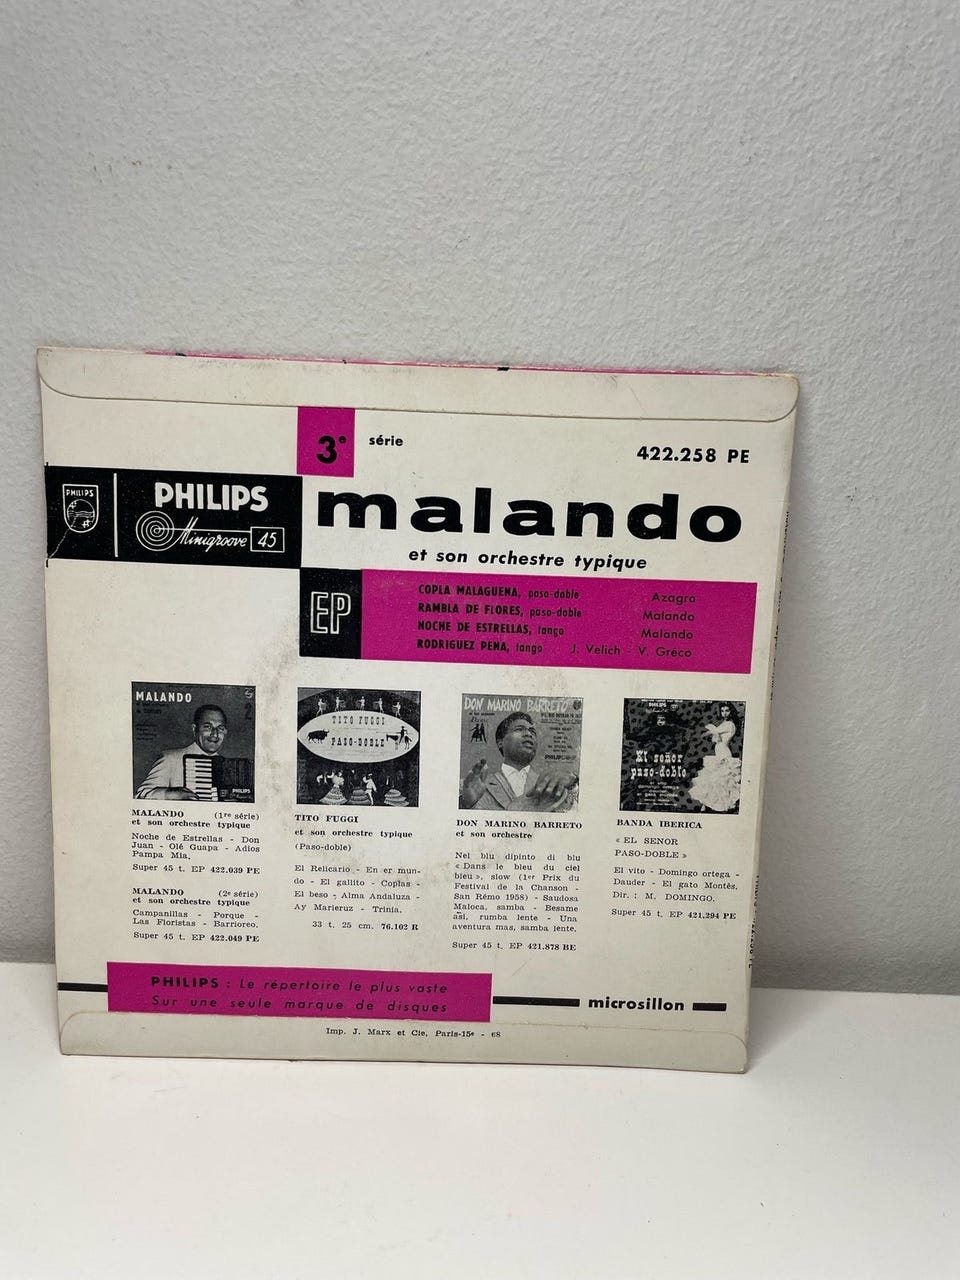 3e série
422.258 PE
PHILIPS
PHILIPS
Minigroove 45
malando
et son orchestre typique
EP
COPLA MALAGUENA, paso-doble Azagra
RAMBLA DE FLORES, paso-doble Malando
NOCHE DE ESTRELLAS, tango Malando
RODRIGUEZ PENA, tango J. Velich - V. Gréco
MALANDO
2
PHILIPS
MALANDO (1re série)
et son orchestre typique
Noche de Estrellas - Don
Juan - Olé Guapa - Adios
Pampa Mia.
Super 45 t. EP 422.039 PE
MALANDO (2e série)
et son orchestre typique
Campanillas - Porque -
Las Floristas - Barrioreo.
Super 45 t. EP 422.049 PE
TITO FUGGI
PASO-DOBLE
TITO FUGGI
et son orchestre typique
(Paso-doble)
El Relicario - En er mun-
do - El gallito - Coplas -
El beso - Alma Andaluza -
Ay Marieruz - Trinia.
33 t. 25 cm. 76.102 R
DON MARINO BARRETO
PHILIPS
DON MARINO BARRETO
et son orchestre
Nel blu dipinto di blu
« Dans le bleu du ciel
bleu », slow (1er Prix du
Festival de la Chanson -
San Rémo 1958) - Saudosa
Maloca, samba - Besame
asi, rumba lente - Una
aventura mas, samba lente.
Super 45 t. EP 421.878 BE
PHILIPS
El señor
paso-doble
BANDA IBERICA
« EL SENOR
PASO-DOBLE »
El vito - Domingo ortega -
Dauder - El gato Montés.
Dir. : M. DOMINGO.
Super 45 t. EP 421.294 PE
PHILIPS : Le répertoire le plus vaste
Sur une seule marque de disques
microsillon
Imp. J. Marx et Cie, Paris-15e - 6S